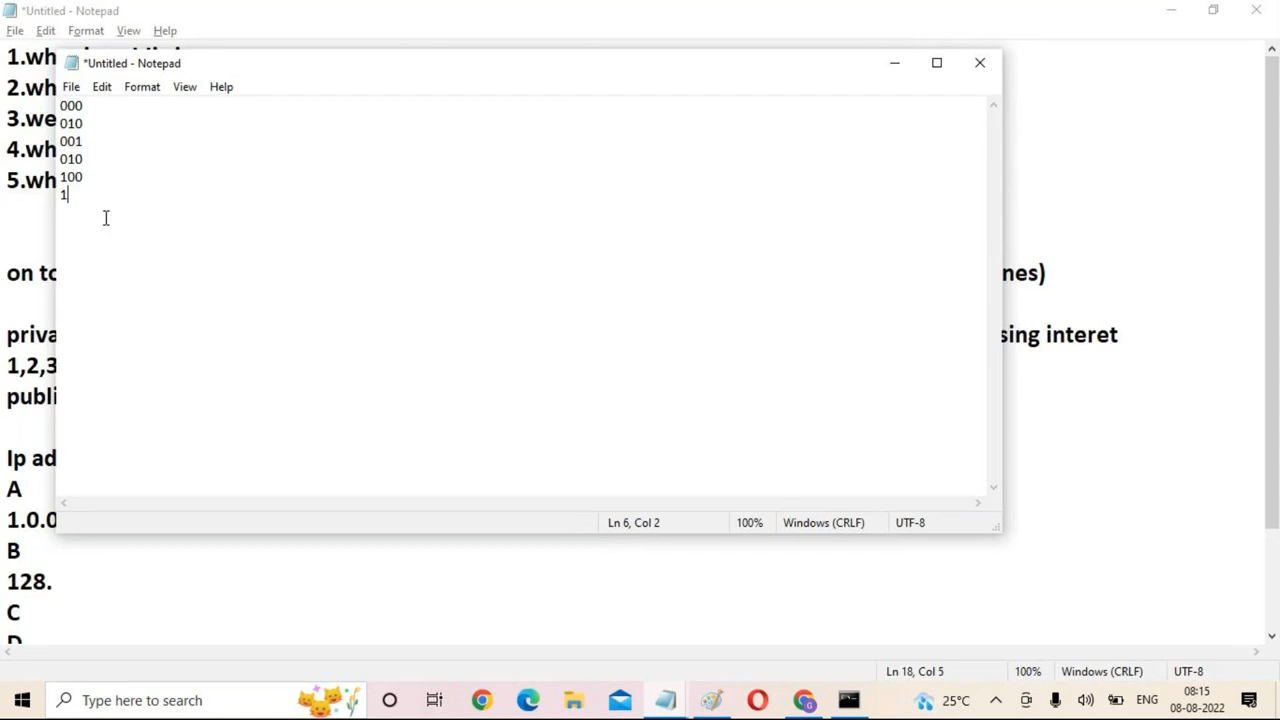 *Untitled - Notepad
File Edit Format View Help
1.wh
2.wh
3.we
4.wh
5.wh
on to
nes)
priva
sing interet
1,2,3
publi
Ip ad
A
1.0.0
B
128.
C
D
*Untitled - Notepad
File Edit Format View Help
000
010
001
010
100
1
Ln 6, Col 2 100% Windows (CRLF) UTF-8
Ln 18, Col 5 100% Windows (CRLF) UTF-8
Type here to search
25°C ENG 08:15
08-08-2022